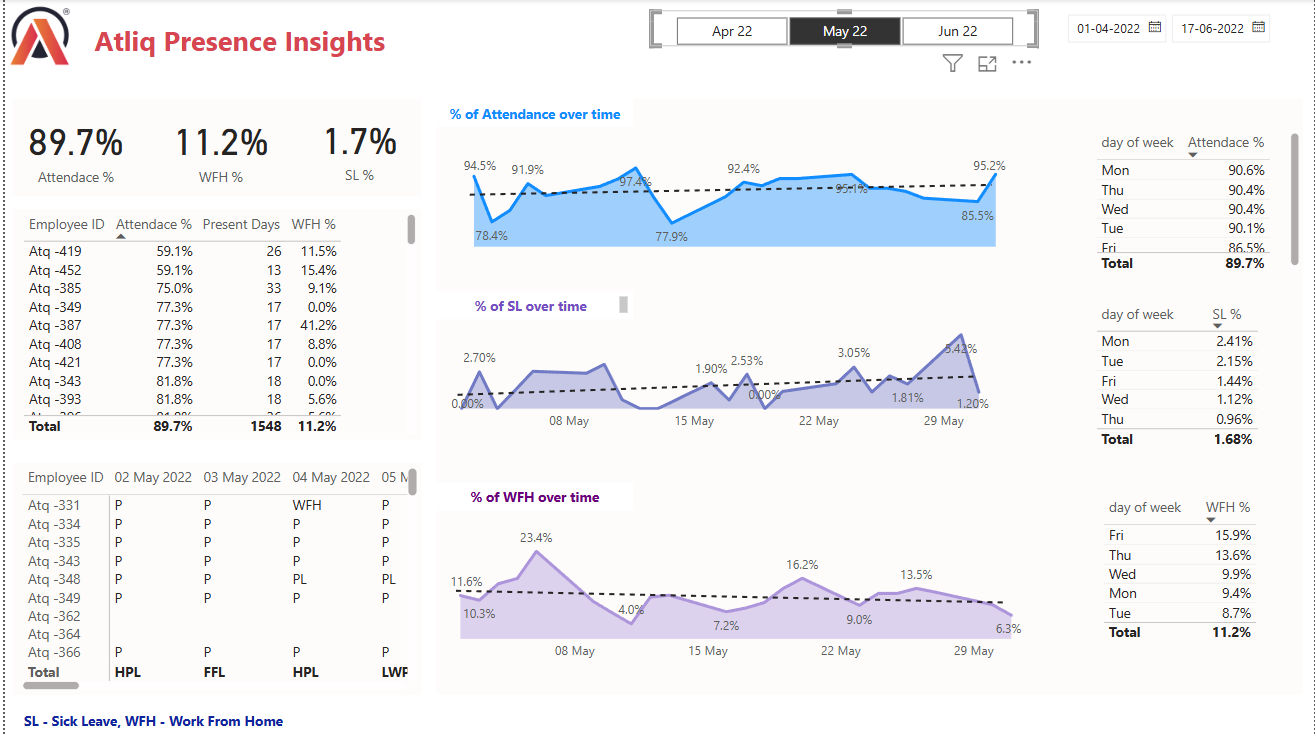 Atliq Presence Insights
®
Apr 22 May 22 Jun 22
01-04-2022 17-06-2022
89.7% 11.2% 1.7%
Attendace % WFH % SL %
Employee ID Attendace % Present Days WFH %
Atq -419 59.1% 26 11.5%
Atq -452 59.1% 13 15.4%
Atq -385 75.0% 33 9.1%
Atq -349 77.3% 17 0.0%
Atq -387 77.3% 17 41.2%
Atq -408 77.3% 17 8.8%
Atq -421 77.3% 17 0.0%
Atq -343 81.8% 18 0.0%
Atq -393 81.8% 18 5.6%
Total 89.7% 1548 11.2%
Employee ID 02 May 2022 03 May 2022 04 May 2022 05 M
Atq -331 P P WFH P
Atq -334 P P P P
Atq -335 P P P P
Atq -343 P P P P
Atq -348 P P PL PL
Atq -349 P P P P
Atq -362
Atq -364
Atq -366 P P P P
Total HPL FFL HPL LWP
% of Attendance over time
94.5% 91.9% 97.4% 92.4% 95.1% 95.2%
78.4% 77.9% 85.5%
% of SL over time
2.70% 1.90% 2.53% 3.05% 5.42%
0.00% 0.00% 1.81% 1.20%
08 May 15 May 22 May 29 May
% of WFH over time
11.6% 23.4% 16.2% 13.5%
10.3% 4.0% 7.2% 9.0% 6.3%
08 May 15 May 22 May 29 May
day of week Attendace %
Mon 90.6%
Thu 90.4%
Wed 90.4%
Tue 90.1%
Fri 86.5%
Total 89.7%
day of week SL %
Mon 2.41%
Tue 2.15%
Fri 1.44%
Wed 1.12%
Thu 0.96%
Total 1.68%
day of week WFH %
Fri 15.9%
Thu 13.6%
Wed 9.9%
Mon 9.4%
Tue 8.7%
Total 11.2%
SL - Sick Leave, WFH - Work From Home